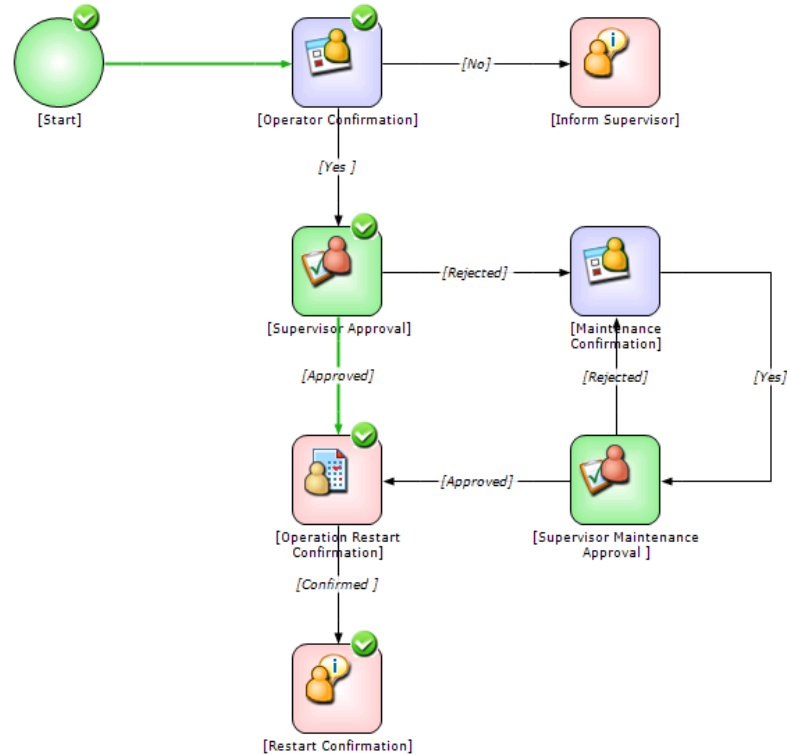 [No]
[Start]
[Operator Confirmation]
[Inform Supervisor]
[Yes ]
[Rejected]
[Supervisor Approval]
[Maintenance
Confirmation]
[Approved]
[Rejected]
[Yes]
[Approved]
[Operation Restart
Confirmation]
[Supervisor Maintenance
Approval ]
[Confirmed ]
[Restart Confirmation]